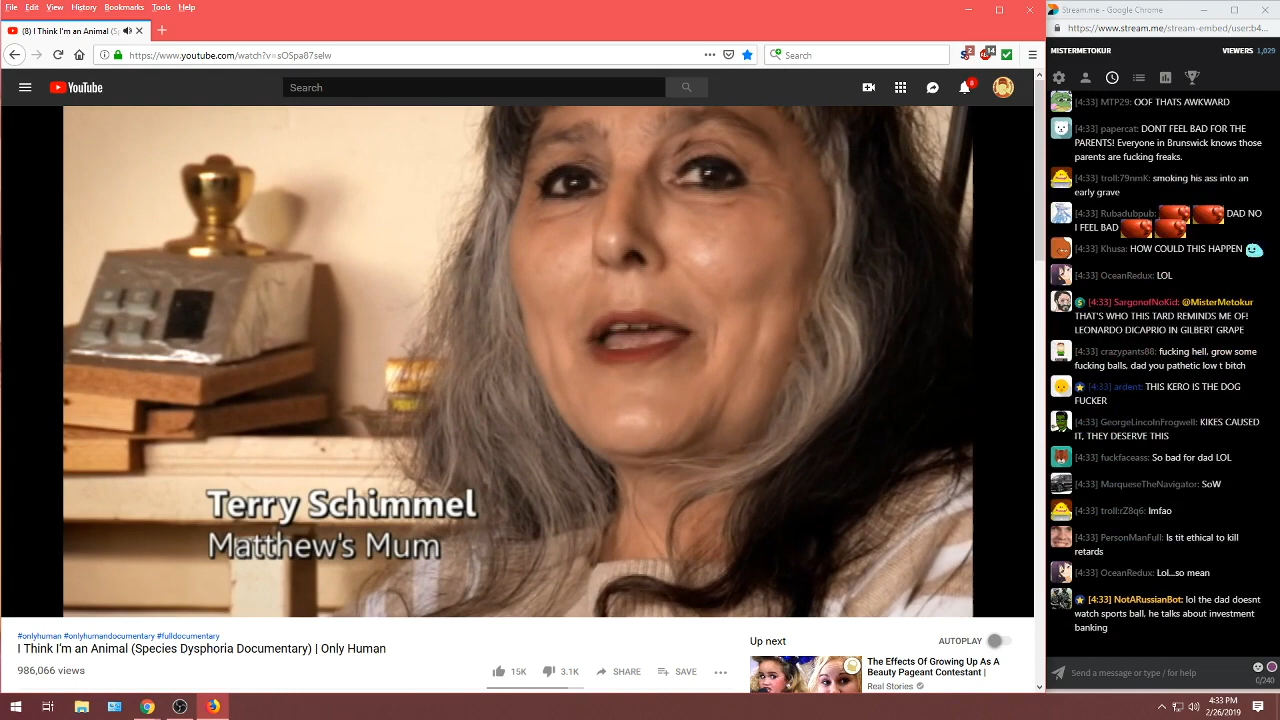 File Edit View History Bookmarks Tools Help
(8) I Think I'm an Animal (Sp
https://www.youtube.com/watch?v=sOSpa87selw
Search
2
14
YouTube
Search
8
Terry Schimmel
Matthew's Mum
#onlyhuman #onlyhumandocumentary #fulldocumentary
I Think I'm an Animal (Species Dysphoria Documentary) | Only Human
986,066 views
15K
3.1K
SHARE
SAVE
Up next
AUTOPLAY
The Effects Of Growing Up As A
Beauty Pageant Contestant |
Real Stories
Stream.me - Google Chrome
https://www.stream.me/stream-embed/user:b4...
MISTERMETOKUR
VIEWERS 1,029
[4:33] MTP29: OOF THATS AWKWARD
[4:33] papercat: DONT FEEL BAD FOR THE
PARENTS! Everyone in Brunswick knows those
parents are fucking freaks.
[4:33] troll:79nmK: smoking his ass into an
early grave
[4:33] Rubadubpub: DAD NO
I FEEL BAD
[4:33] Khusa: HOW COULD THIS HAPPEN
[4:33] OceanRedux: LOL
[4:33] SargonofNoKid: @MisterMetokur
THAT'S WHO THIS TARD REMINDS ME OF!
LEONARDO DICAPRIO IN GILBERT GRAPE
[4:33] crazypants88: fucking hell, grow some
fucking balls, dad you pathetic low t bitch
[4:33] ardent: THIS KERO IS THE DOG
FUCKER
[4:33] GeorgeLincolnFrogwell: KIKES CAUSED
IT, THEY DESERVE THIS
[4:33] fuckfaceass: So bad for dad LOL
[4:33] MarqueseTheNavigator: SoW
[4:33] troll:rZ8q6: lmfao
[4:33] PersonManFull: Is tit ethical to kill
retards
[4:33] OceanRedux: Lol...so mean
[4:33] NotARussianBot: lol the dad doesnt
watch sports ball, he talks about investment
banking
Send a message or type / for help
0/240
4:33 PM
2/26/2019